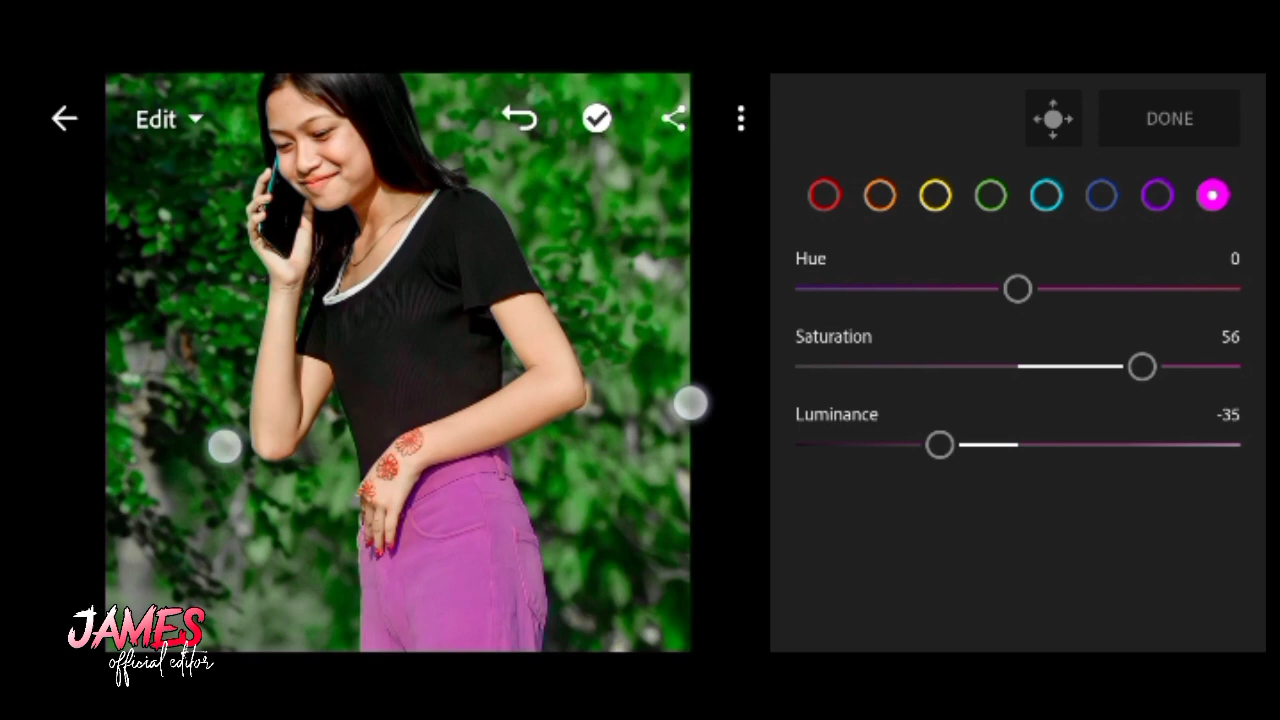 Edit
DONE
Hue 0
Saturation 56
Luminance -35
JAMES
official editor